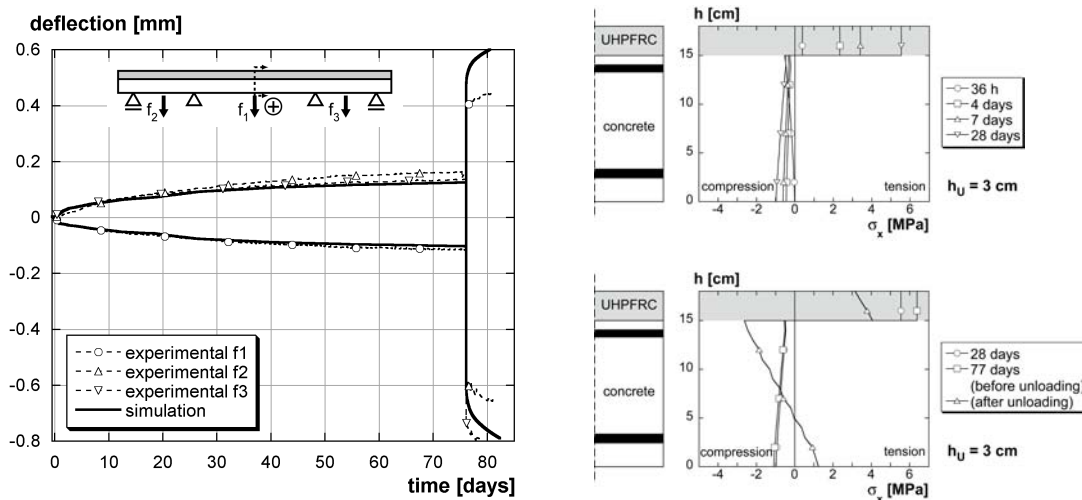 deflection [mm]
0.6
0.4
0.2
0
-0.2
-0.4
-0.6
-0.8
f2
f1
f3
experimental f1
experimental f2
experimental f3
simulation
0 10 20 30 40 50 60 70 80
time [days]
h [cm]
UHPFRC
concrete
15
10
5
0
compression
tension
-4 -2 0 2 4 6
σx [MPa]
36 h
4 days
7 days
28 days
hU = 3 cm
h [cm]
UHPFRC
concrete
15
10
5
0
compression
tension
-4 -2 0 2 4 6
σx [MPa]
28 days
77 days
(before unloading)
(after unloading)
hU = 3 cm